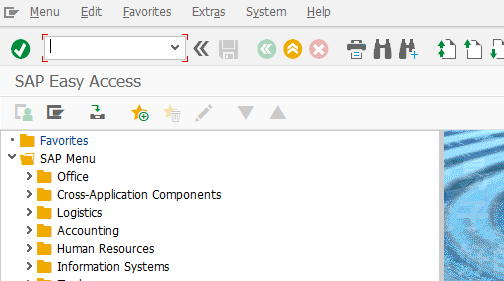 Menu Edit Favorites Extras System Help
SAP Easy Access
Favorites
SAP Menu
Office
Cross-Application Components
Logistics
Accounting
Human Resources
Information Systems